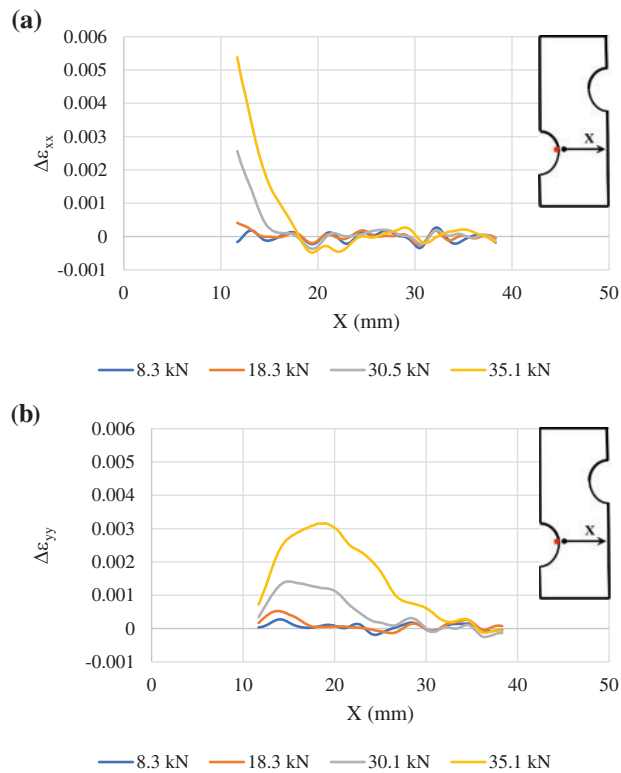 (a)
0.006
0.005
0.004
0.003
0.002
0.001
0
-0.001
Δε_xx
0 10 20 30 40 50
X (mm)
X
8.3 kN 18.3 kN 30.5 kN 35.1 kN
(b)
0.006
0.005
0.004
0.003
0.002
0.001
0
-0.001
Δε_yy
0 10 20 30 40 50
X (mm)
X
8.3 kN 18.3 kN 30.1 kN 35.1 kN